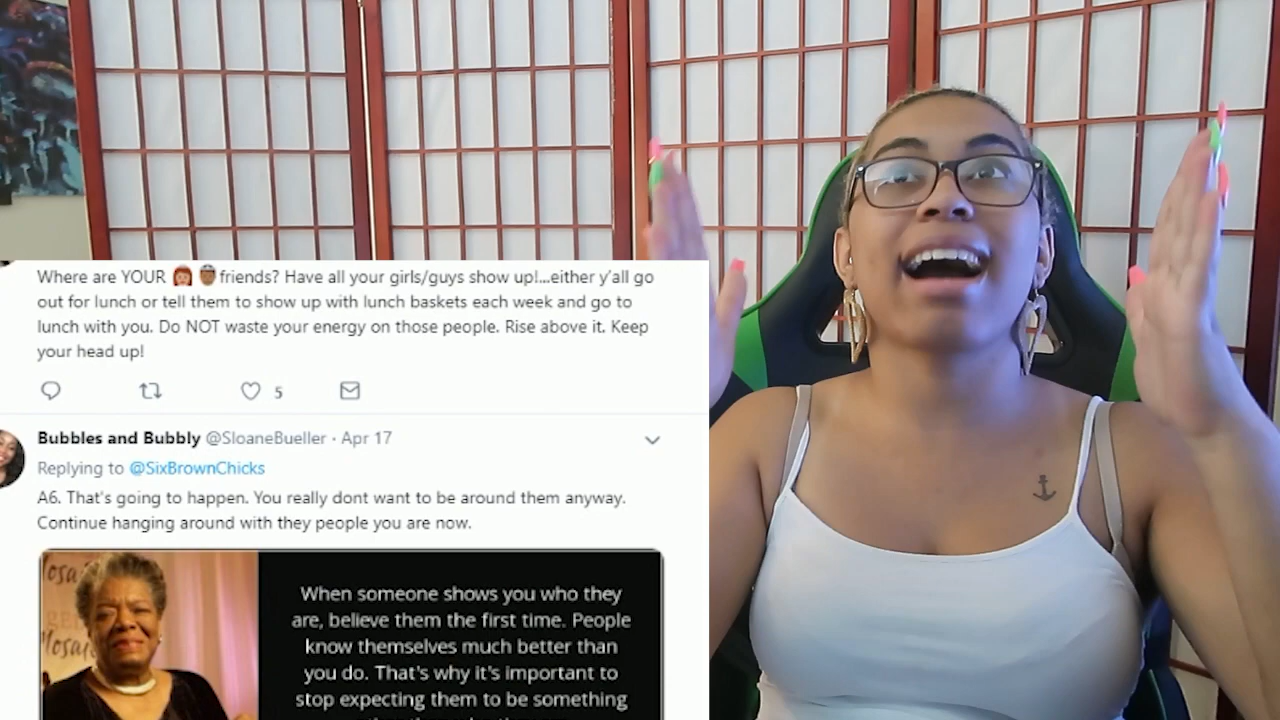 Where are YOUR 👩🏽‍🦰 👳🏾 friends? Have all your girls/guys show up!...either y'all go
out for lunch or tell them to show up with lunch baskets each week and go to
lunch with you. Do NOT waste your energy on those people. Rise above it. Keep
your head up!
5
Bubbles and Bubbly @SloaneBueller · Apr 17
Replying to @SixBrownChicks
A6. That's going to happen. You really dont want to be around them anyway.
Continue hanging around with they people you are now.
When someone shows you who they
are, believe them the first time. People
know themselves much better than
you do. That's why it's important to
stop expecting them to be something